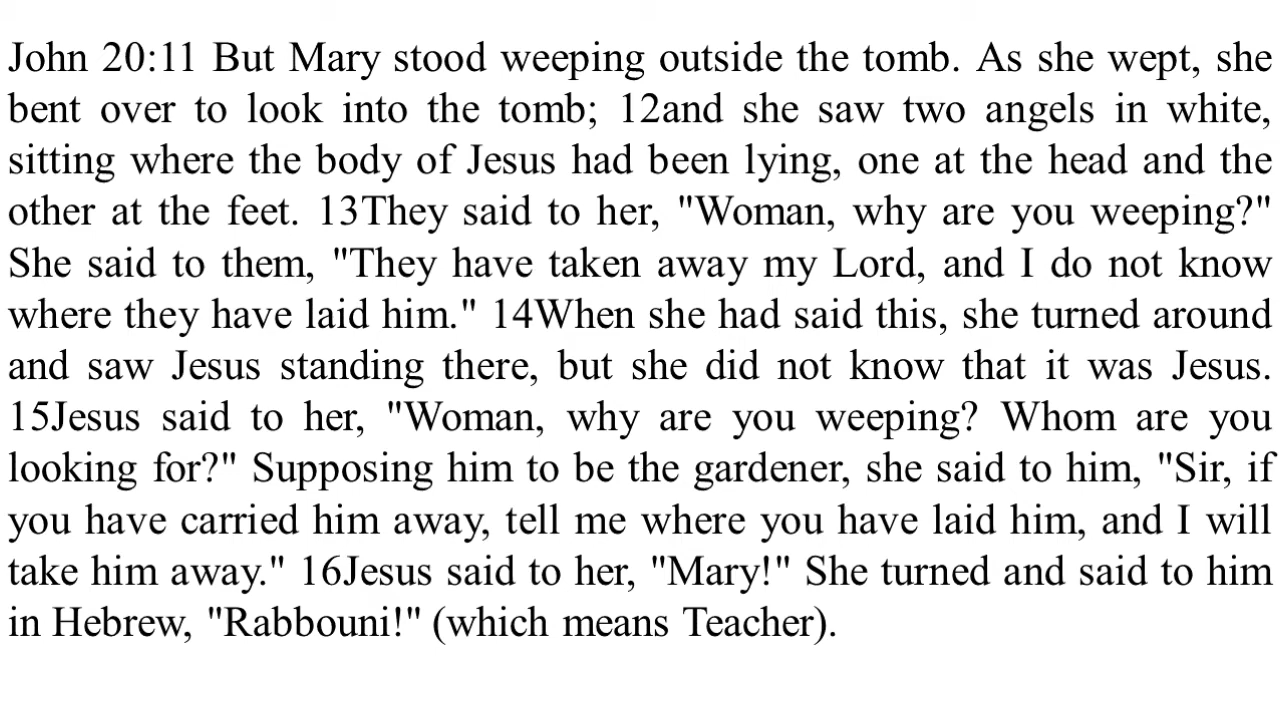 John 20:11 But Mary stood weeping outside the tomb. As she wept, she
bent over to look into the tomb; 12and she saw two angels in white,
sitting where the body of Jesus had been lying, one at the head and the
other at the feet. 13They said to her, "Woman, why are you weeping?"
She said to them, "They have taken away my Lord, and I do not know
where they have laid him." 14When she had said this, she turned around
and saw Jesus standing there, but she did not know that it was Jesus.
15Jesus said to her, "Woman, why are you weeping? Whom are you
looking for?" Supposing him to be the gardener, she said to him, "Sir, if
you have carried him away, tell me where you have laid him, and I will
take him away." 16Jesus said to her, "Mary!" She turned and said to him
in Hebrew, "Rabbouni!" (which means Teacher).